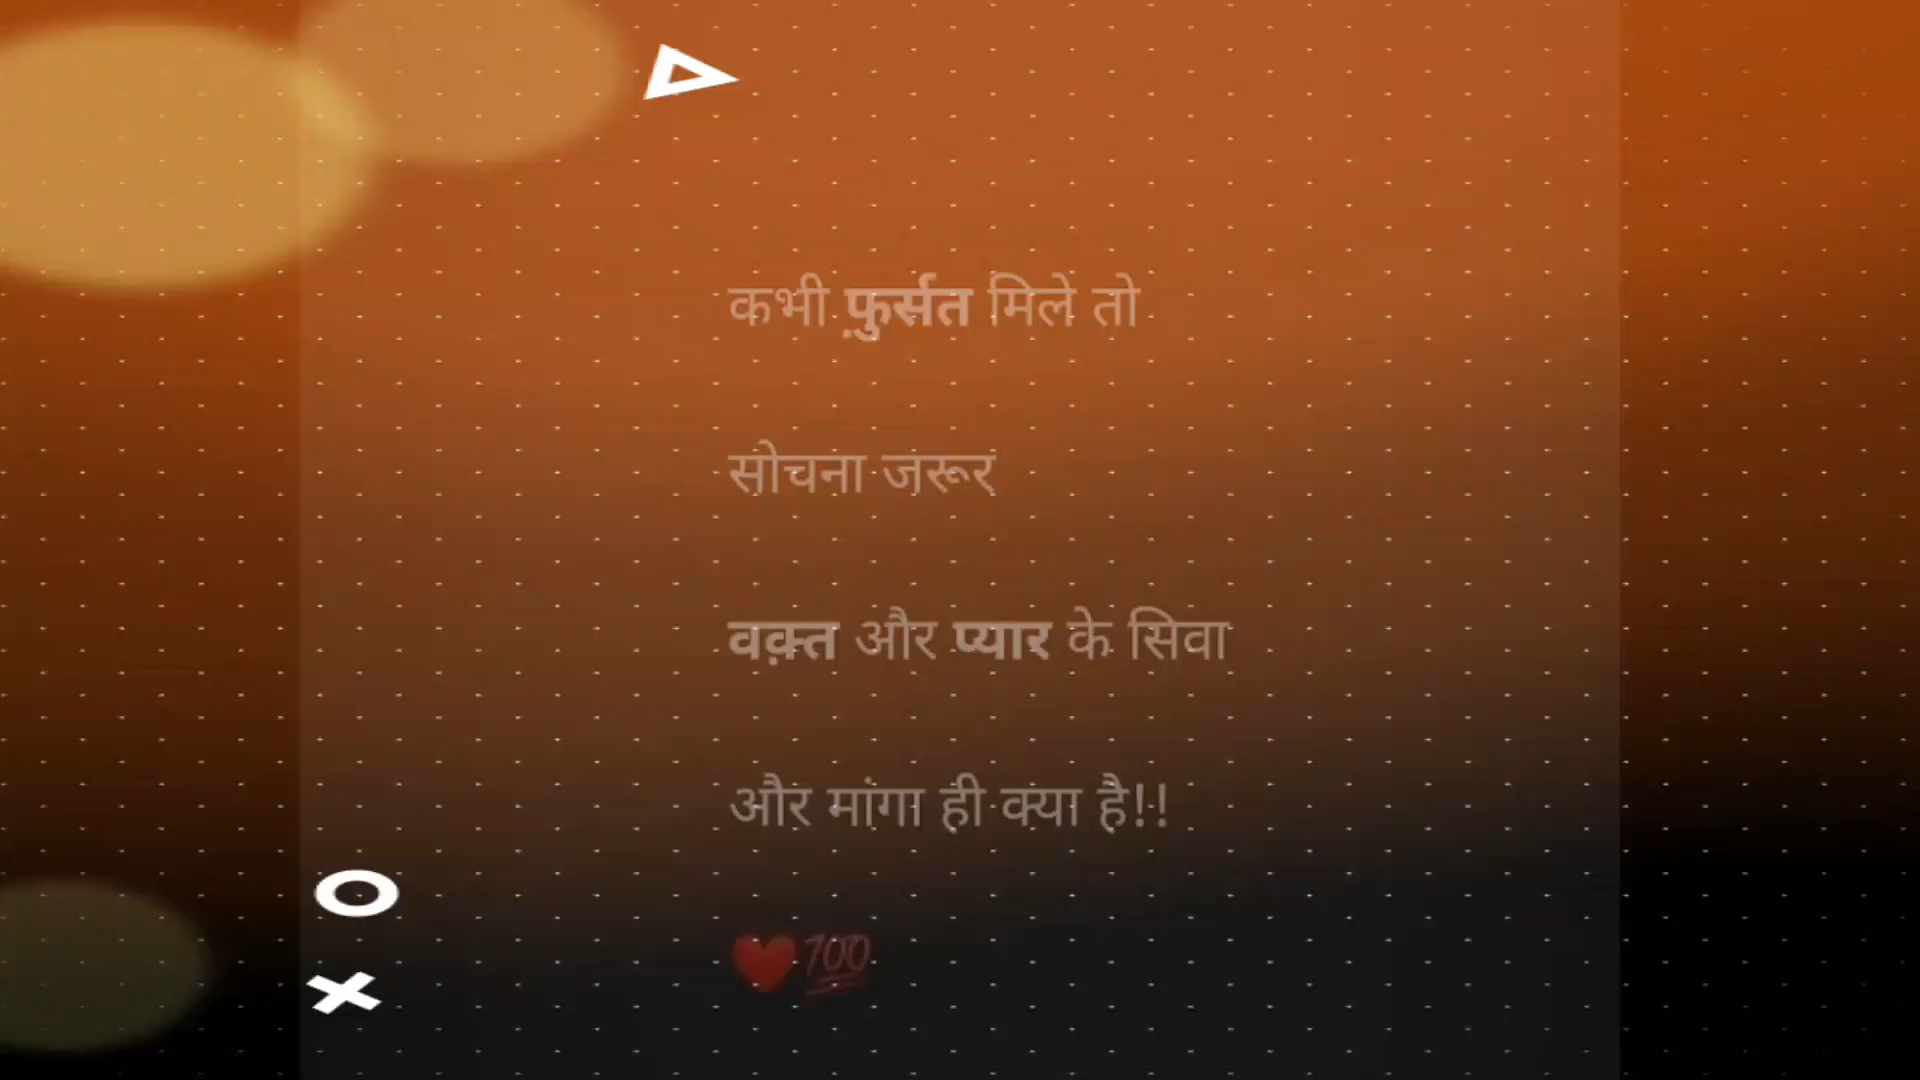 कभी फ़ुर्सत मिले तो
सोचना जरूर
वक़्त और प्यार के सिवा
और मांगा ही क्या है!!
❤️💯